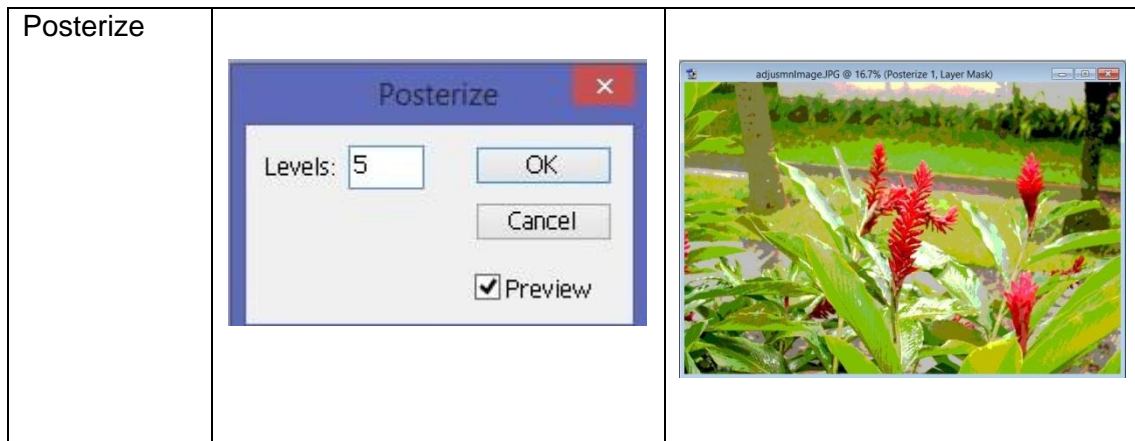 Posterize
Posterize
Levels: 5
OK
Cancel
Preview
adjusmnImage.JPG @ 16.7% (Posterize 1, Layer Mask)